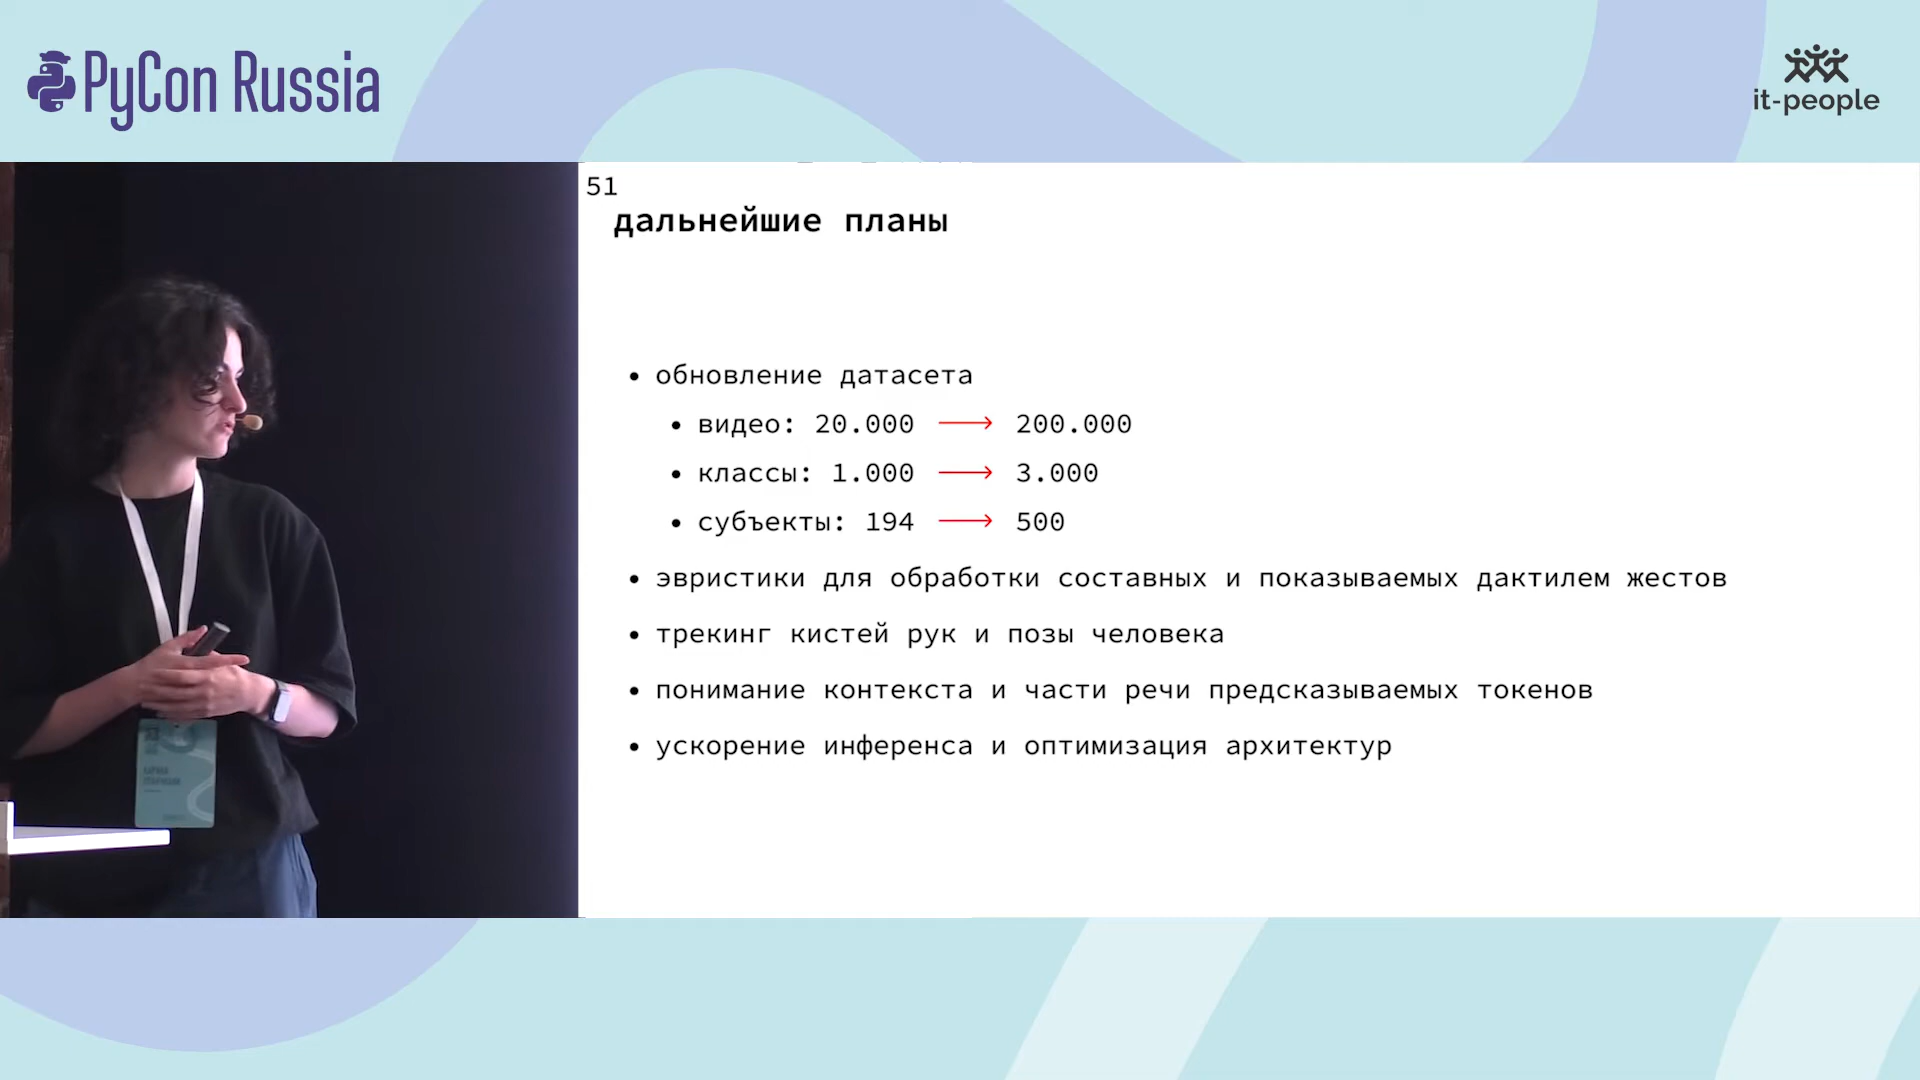 PyCon Russia
it-people
51
дальнейшие планы
• обновление датасета
• видео: 20.000 ⟶ 200.000
• классы: 1.000 ⟶ 3.000
• субъекты: 194 ⟶ 500
• эвристики для обработки составных и показываемых дактилем жестов
• трекинг кистей рук и позы человека
• понимание контекста и части речи предсказываемых токенов
• ускорение инференса и оптимизация архитектур